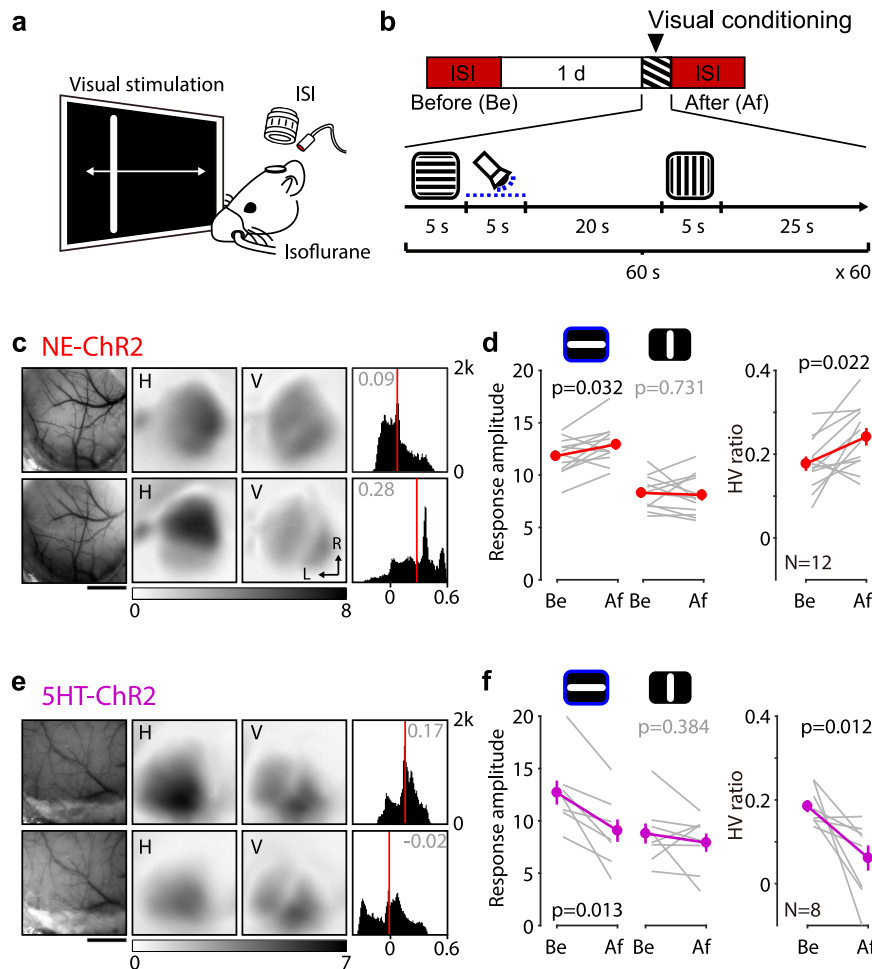 a
Visual stimulation
ISI
Isoflurane
b
Visual conditioning
ISI
1 d
ISI
Before (Be)
After (Af)
5 s
5 s
20 s
5 s
25 s
60 s
x 60
c
NE-ChR2
H
V
0.09
2k
0
H
V
R
L
0.28
0
8
0
0.6
d
p=0.032
p=0.731
Response amplitude
20
15
10
5
0
Be
Af
Be
Af
HV ratio
0.4
0.2
0
p=0.022
N=12
Be
Af
e
5HT-ChR2
H
V
0.17
2k
0
H
V
-0.02
0
7
0
0.6
f
p=0.384
Response amplitude
20
15
10
5
0
p=0.013
Be
Af
Be
Af
HV ratio
0.4
0.2
0
p=0.012
N=8
Be
Af